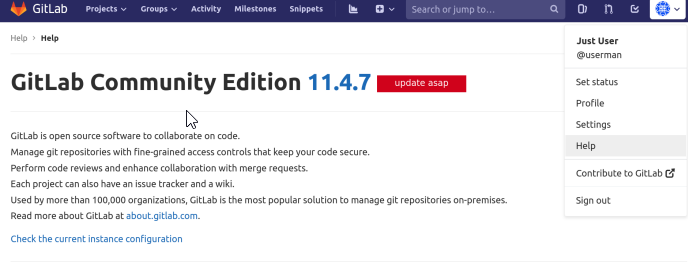 GitLab Projects Groups Activity Milestones Snippets Search or jump to…
Help › Help
GitLab Community Edition 11.4.7 update asap
GitLab is open source software to collaborate on code.
Manage git repositories with fine-grained access controls that keep your code secure.
Perform code reviews and enhance collaboration with merge requests.
Each project can also have an issue tracker and a wiki.
Used by more than 100,000 organizations, GitLab is the most popular solution to manage git repositories on-premises.
Read more about GitLab at about.gitlab.com.
Check the current instance configuration
Just User
@userman
Set status
Profile
Settings
Help
Contribute to GitLab
Sign out